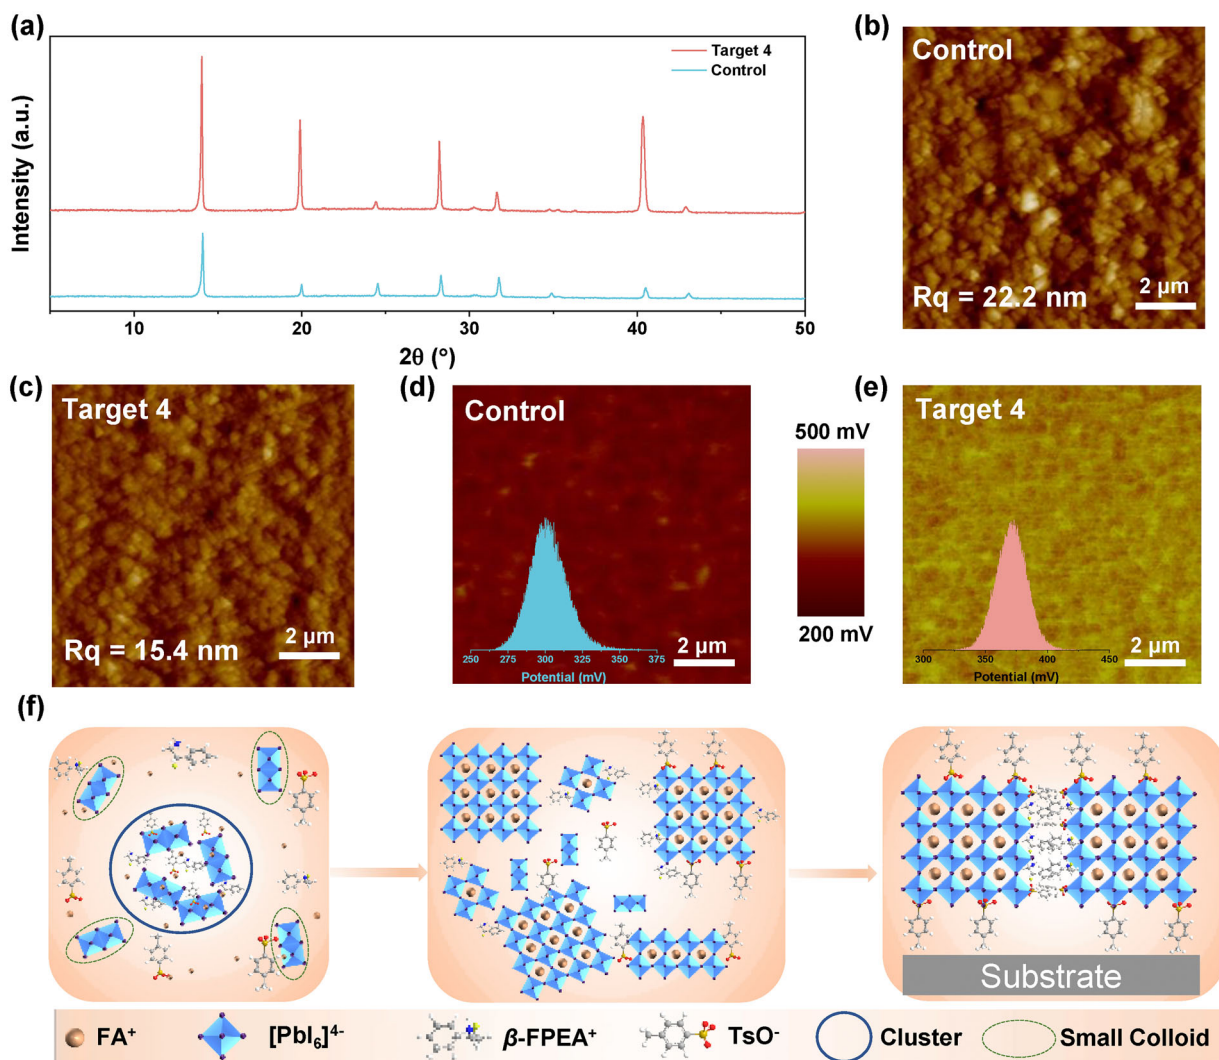 (a)
Target 4
Control
Intensity (a.u.)
10 20 30 40 50
2θ (°)
(b)
Control
Rq = 22.2 nm
2 μm
(c)
Target 4
Rq = 15.4 nm
2 μm
(d)
Control
250 275 300 325 350 375
Potential (mV)
2 μm
500 mV
200 mV
(e)
Target 4
300 350 400 450
Potential (mV)
2 μm
(f)
Substrate
FA⁺ [PbI₆]⁴⁻ β-FPEA⁺ TsO⁻ Cluster Small Colloid